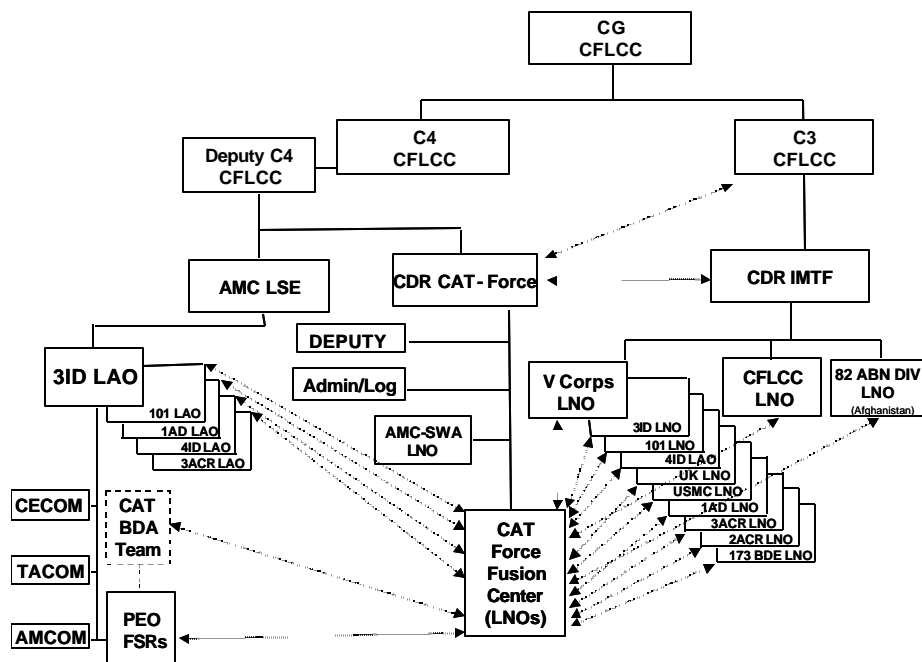 CG
CFLCC
C4
CFLCC
Deputy C4
CFLCC
C3
CFLCC
AMC LSE
CDR CAT - Force
CDR IMTF
DEPUTY
Admin/Log
AMC-SWA
LNO
3ID LAO
101 LAO
1AD LAO
4ID LAO
3ACR LAO
V Corps
LNO
3ID LNO
101 LNO
4ID LAO
UK LNO
USMC LNO
1AD LNO
3ACR LNO
2ACR LNO
173 BDE LNO
CFLCC
LNO
82 ABN DIV
LNO
(Afghanistan)
CECOM
TACOM
AMCOM
CAT
BDA
Team
PEO
FSRs
CAT
Force
Fusion
Center
(LNOs)